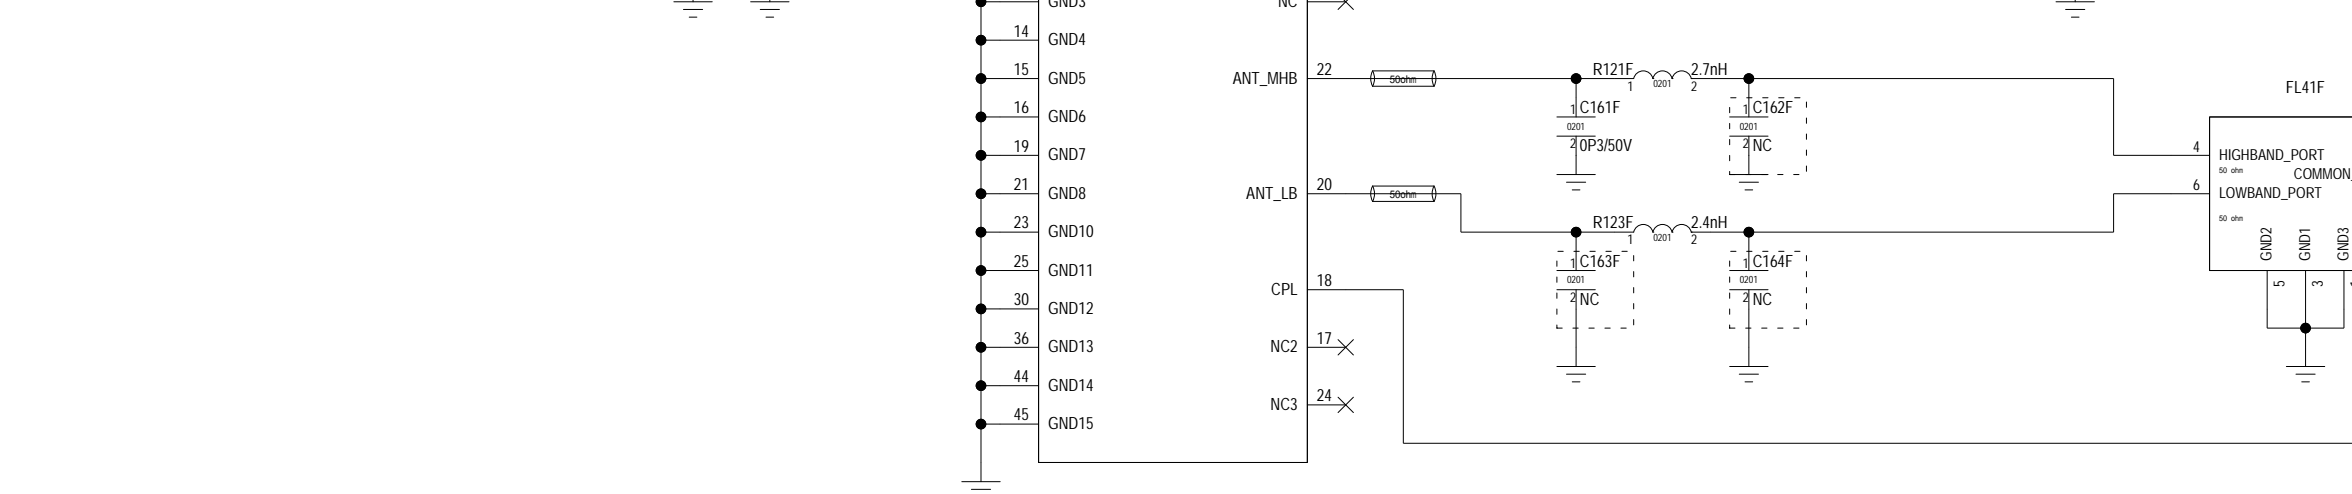 GND3
NC
14 GND4
15 GND5
ANT_MHB 22
50ohm
R121F 2.7nH
1 0201 2
FL41F
16 GND6
1 C161F
0201
2 0P3/50V
1 C162F
0201
2 NC
19 GND7
4 HIGHBAND_PORT
50 ohm
COMMON_
21 GND8
ANT_LB 20
50ohm
6 LOWBAND_PORT
50 ohm
23 GND10
R123F 2.4nH
1 0201 2
GND2
GND1
GND3
25 GND11
1 C163F
0201
2 NC
1 C164F
0201
2 NC
CPL 18
5
3
30 GND12
36 GND13
NC2 17
44 GND14
NC3 24
45 GND15